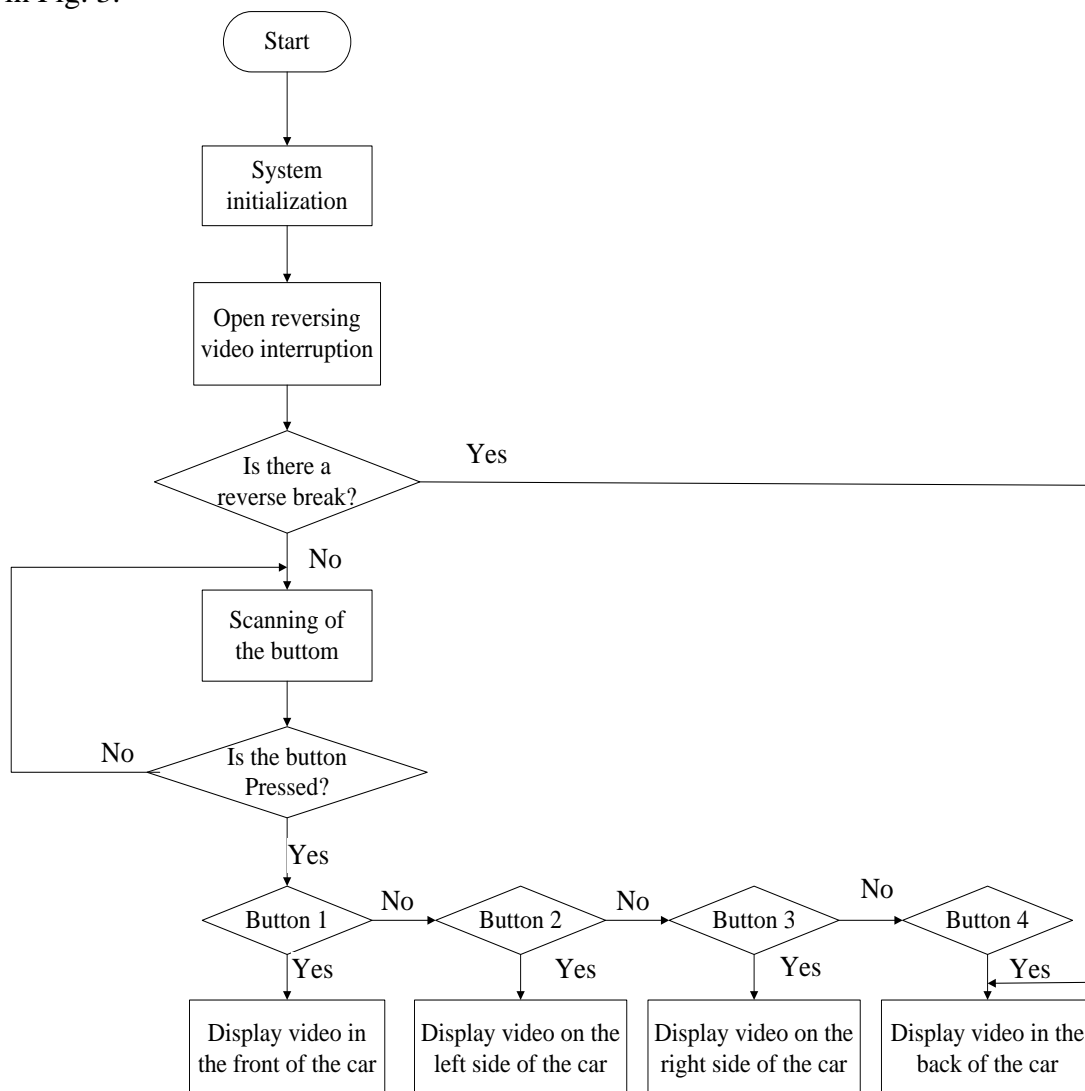 in Fig. 3.
Start
System
initialization
Open reversing
video interruption
Is there a
reverse break?
Yes
No
Scanning of
the buttom
No
Is the button
Pressed?
Yes
Button 1
No
Button 2
No
Button 3
No
Button 4
Yes
Yes
Yes
Yes
Display video in
the front of the car
Display video on the
left side of the car
Display video on the
right side of the car
Display video in the
back of the car